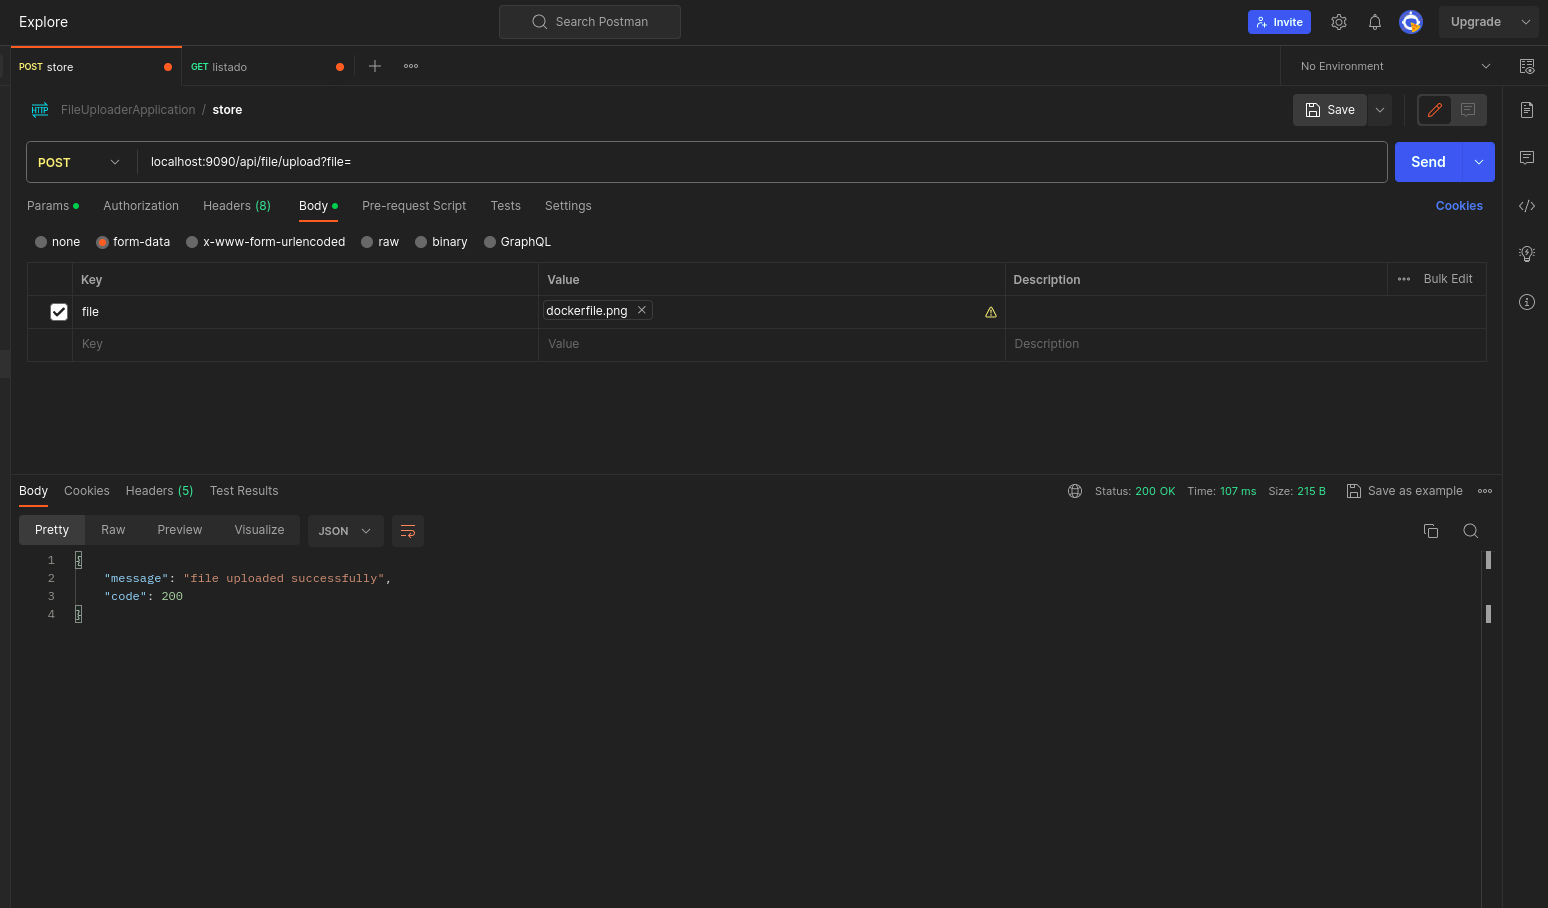 Explore
Search Postman
Invite
Upgrade
POST store
GET listado
No Environment
HTTP FileUploaderApplication / store
Save
POST localhost:9090/api/file/upload?file=
Send
Params Authorization Headers (8) Body Pre-request Script Tests Settings Cookies
none form-data x-www-form-urlencoded raw binary GraphQL
Key Value Description Bulk Edit
file dockerfile.png
Key Value Description
Body Cookies Headers (5) Test Results Status: 200 OK Time: 107 ms Size: 215 B Save as example
Pretty Raw Preview Visualize JSON
1 {
2 "message": "file uploaded successfully",
3 "code": 200
4 }